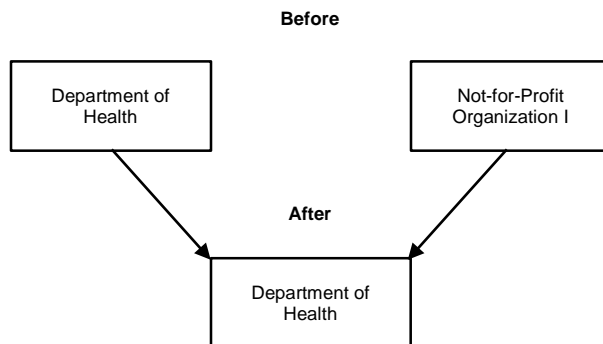 Before
Department of
Health
Not-for-Profit
Organization I
After
Department of
Health